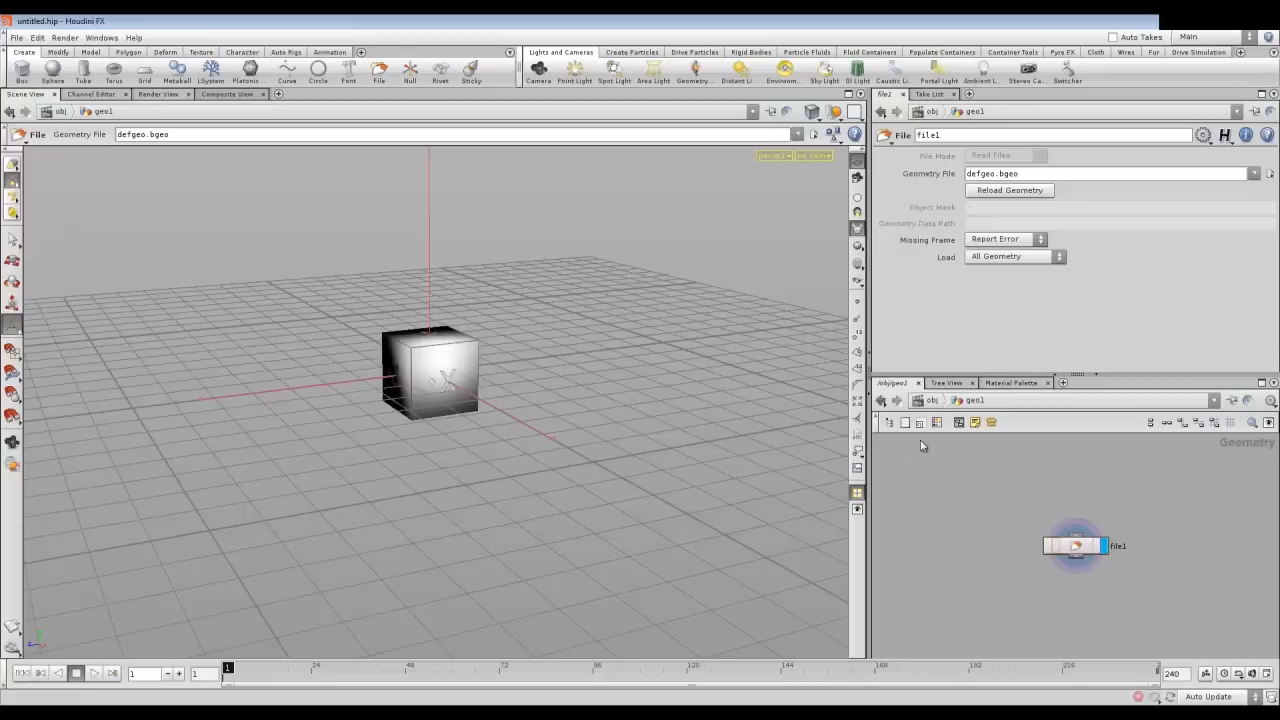 untitled.hip - Houdini FX
File Edit Render Windows Help
Auto Takes Main
Create Modify Model Polygon Deform Texture Character Auto Rigs Animation
Lights and Cameras Create Particles Drive Particles Rigid Bodies Particle Fluids Fluid Containers Populate Containers Container Tools Pyro FX Cloth Wires Fur Drive Simulation
Box Sphere Tube Torus Grid Metaball LSystem Platonic ... Curve Circle Font File Null Rivet Sticky
Camera Point Light Spot Light Area Light Geometry... Distant Li... Environm... Sky Light GI Light Caustic Li... Portal Light Ambient L... Stereo Ca... Switcher
Scene View Channel Editor Render View Composite View
file1 Take List
obj geo1
obj geo1
File Geometry File defgeo.bgeo
File file1
persp1
File Mode Read Files
Geometry File defgeo.bgeo
Reload Geometry
Object Mask
Geometry Data Path
Missing Frame Report Error
Load All Geometry
X
/obj/geo1 Tree View Material Palette
obj geo1
Geometry
file1
1 24 48 72 96 120 144 168 192 216
1 1 240
Auto Update